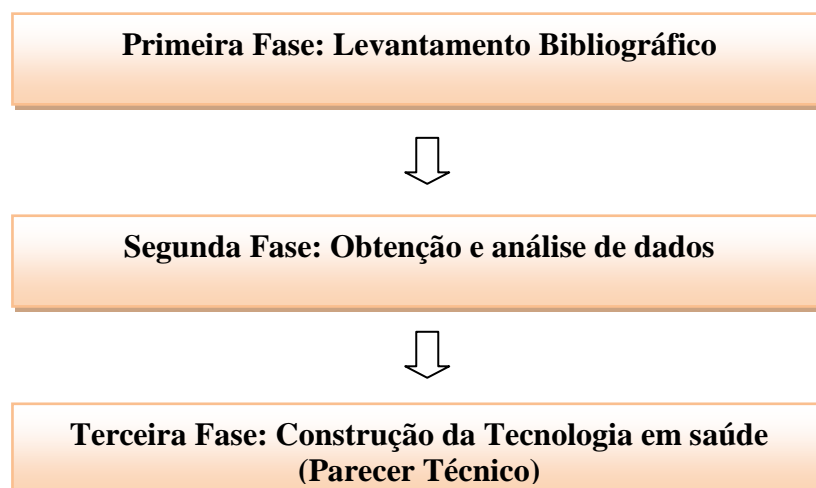 Primeira Fase: Levantamento Bibliográfico
Segunda Fase: Obtenção e análise de dados
Terceira Fase: Construção da Tecnologia em saúde
(Parecer Técnico)